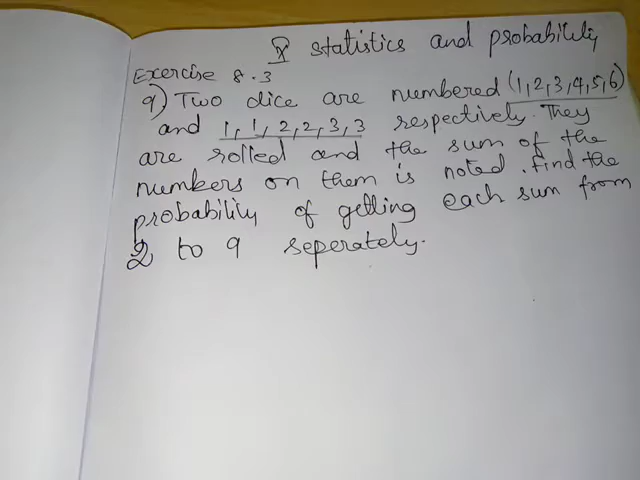 X statistics and probability
Exercise 8.3
9) Two dice are numbered (1,2,3,4,5,6)
and 1,1,2,2,3,3 respectively. They
are rolled and the sum of the
numbers on them is noted. find the
probability of getting each sum from
2 to 9 seperately.